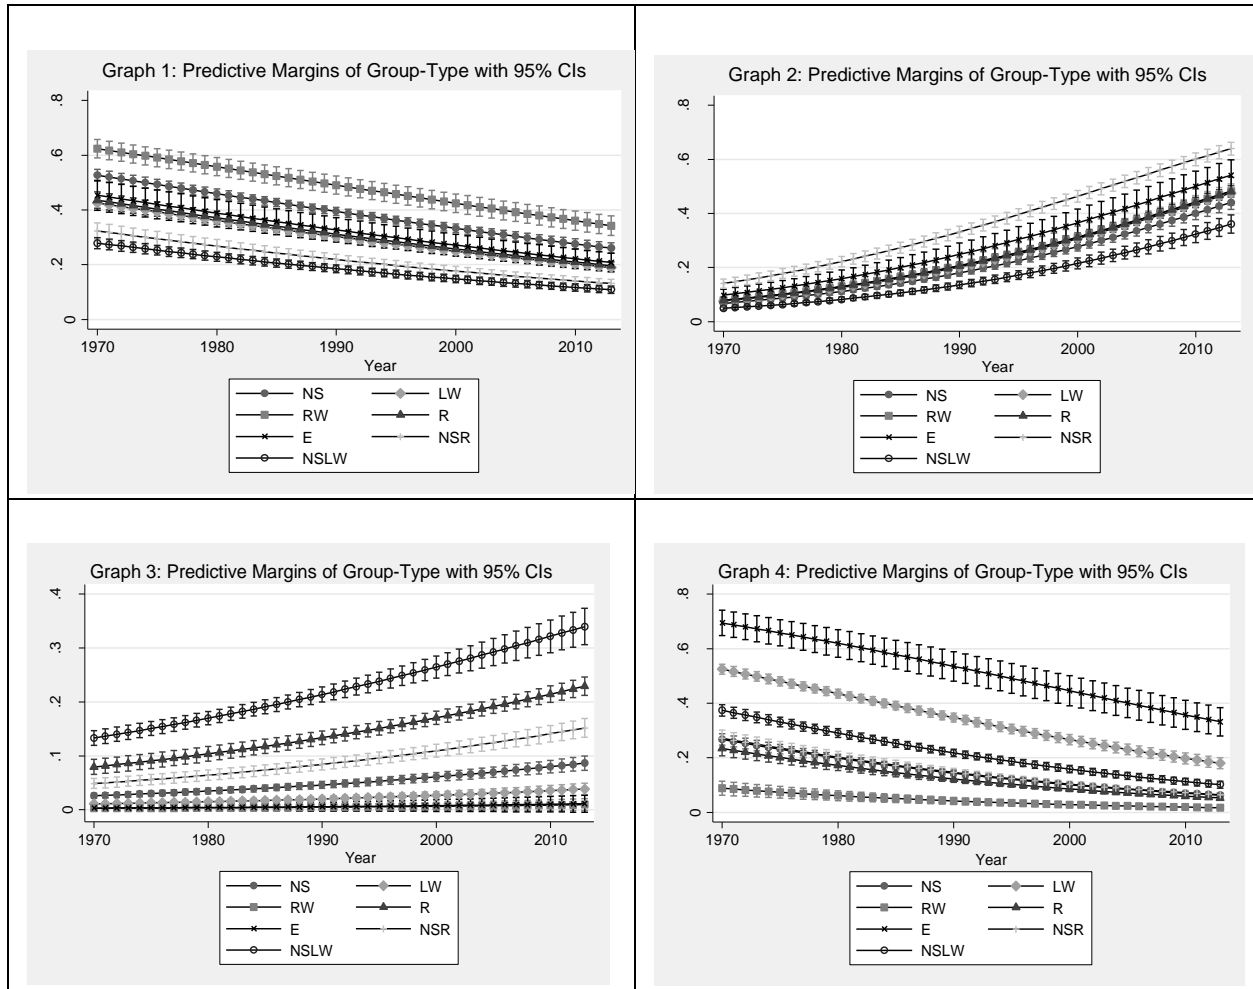 Graph 1: Predictive Margins of Group-Type with 95% CIs
.8
.6
.4
.2
0
1970 1980 1990 2000 2010
Year
NS LW
RW R
E NSR
NSLW
Graph 2: Predictive Margins of Group-Type with 95% CIs
.8
.6
.4
.2
0
1970 1980 1990 2000 2010
Year
NS LW
RW R
E NSR
NSLW
Graph 3: Predictive Margins of Group-Type with 95% CIs
.4
.3
.2
.1
0
1970 1980 1990 2000 2010
Year
NS LW
RW R
E NSR
NSLW
Graph 4: Predictive Margins of Group-Type with 95% CIs
.8
.6
.4
.2
0
1970 1980 1990 2000 2010
Year
NS LW
RW R
E NSR
NSLW